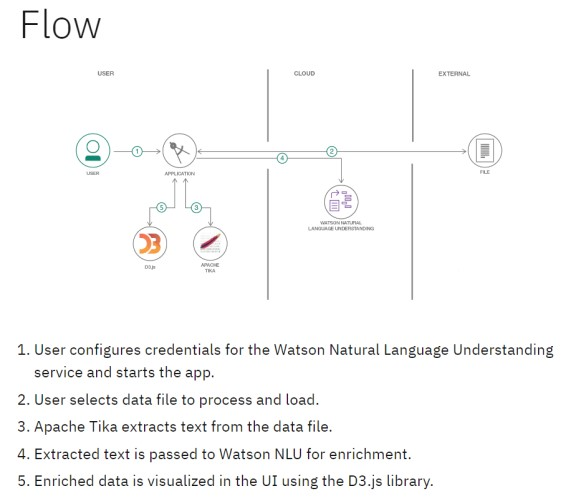 Flow
USER
CLOUD
EXTERNAL
1
2
4
USER
APPLICATION
FILE
5
3
WATSON NATURAL
LANGUAGE UNDERSTANDING
D3.js
APACHE
TIKA
1. User configures credentials for the Watson Natural Language Understanding
service and starts the app.
2. User selects data file to process and load.
3. Apache Tika extracts text from the data file.
4. Extracted text is passed to Watson NLU for enrichment.
5. Enriched data is visualized in the UI using the D3.js library.